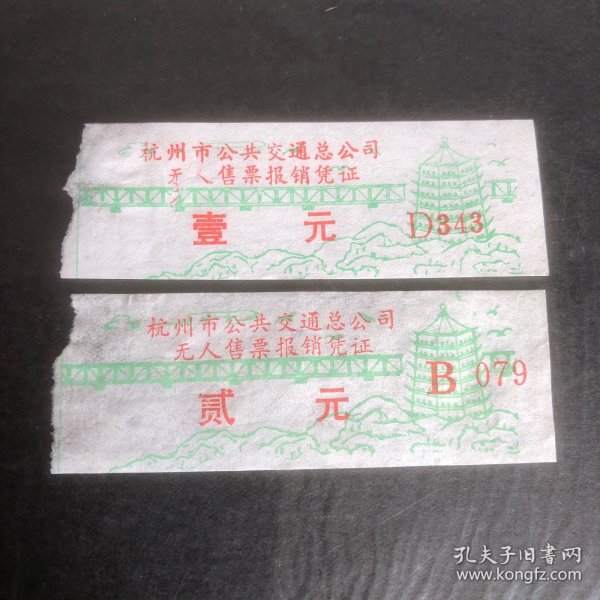 杭州市公共交通总公司
无人售票报销凭证
壹 元 D343
杭州市公共交通总公司
无人售票报销凭证
贰 元 B 079
孔夫子旧书网
www.kongfz.com